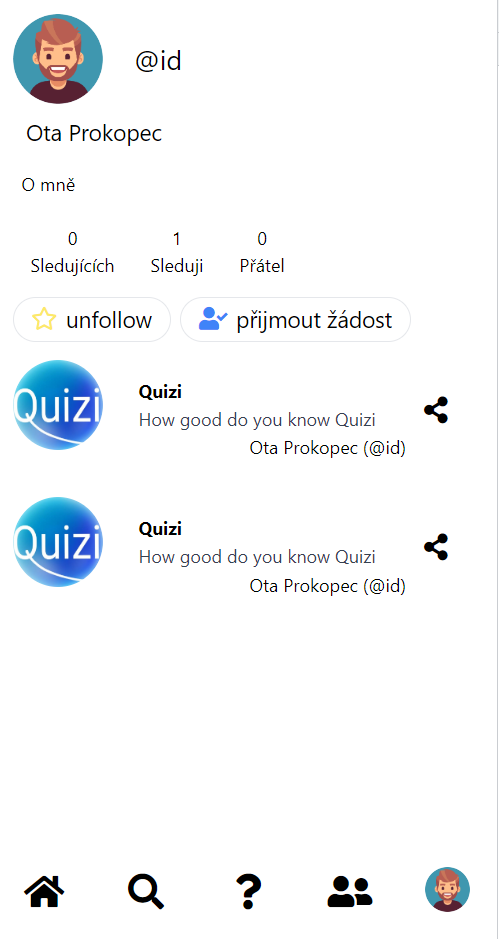 @id
Ota Prokopec
O mně
0 1 0
Sledujících Sleduji Přátel
unfollow přijmout žádost
Quizi
Quizi
How good do you know Quizi
Ota Prokopec (@id)
Quizi
Quizi
How good do you know Quizi
Ota Prokopec (@id)